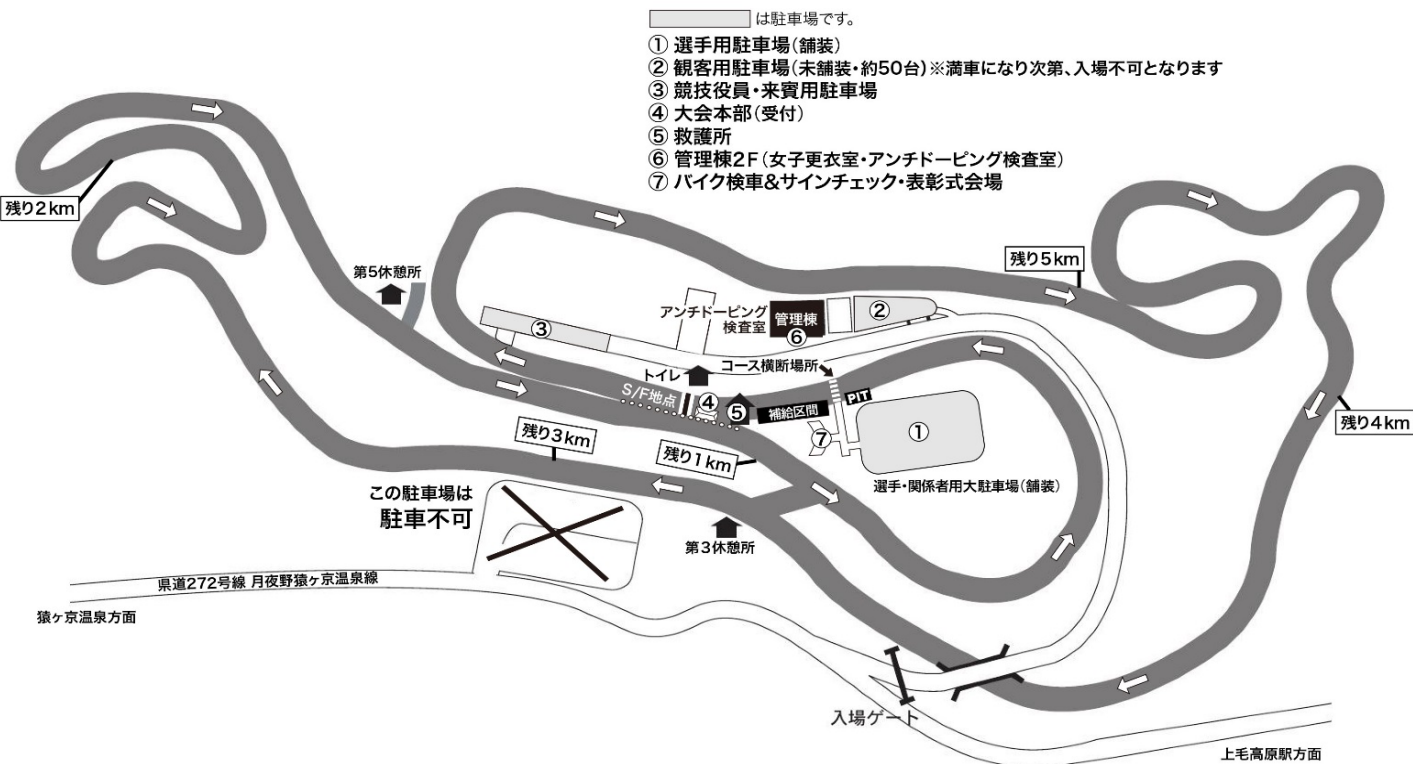 は駐車場です。
① 選手用駐車場(舗装)
② 観客用駐車場(未舗装・約50台)※満車になり次第、入場不可となります
③ 競技役員・来賓用駐車場
④ 大会本部(受付)
⑤ 救護所
⑥ 管理棟2F(女子更衣室・アンチドーピング検査室)
⑦ バイク検車&サインチェック・表彰式会場
残り2km
第5休憩所
残り5km
アンチドーピング
検査室
管理棟
⑥
②
③
トイレ
コース横断場所
S/F地点
④
⑤
補給区間
PIT
⑦
①
残り4km
残り3km
残り1km
選手・関係者用大駐車場(舗装)
この駐車場は
駐車不可
第3休憩所
県道272号線 月夜野猿ヶ京温泉線
猿ヶ京温泉方面
入場ゲート
上毛高原駅方面